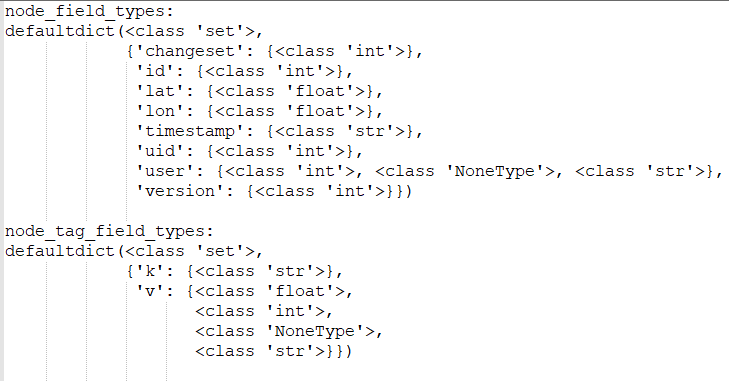 node_field_types:
defaultdict(<class 'set'>,
            {'changeset': {<class 'int'>},
             'id': {<class 'int'>},
             'lat': {<class 'float'>},
             'lon': {<class 'float'>},
             'timestamp': {<class 'str'>},
             'uid': {<class 'int'>},
             'user': {<class 'int'>, <class 'NoneType'>, <class 'str'>},
             'version': {<class 'int'>}})

node_tag_field_types:
defaultdict(<class 'set'>,
            {'k': {<class 'str'>},
             'v': {<class 'float'>,
                   <class 'int'>,
                   <class 'NoneType'>,
                   <class 'str'>}})